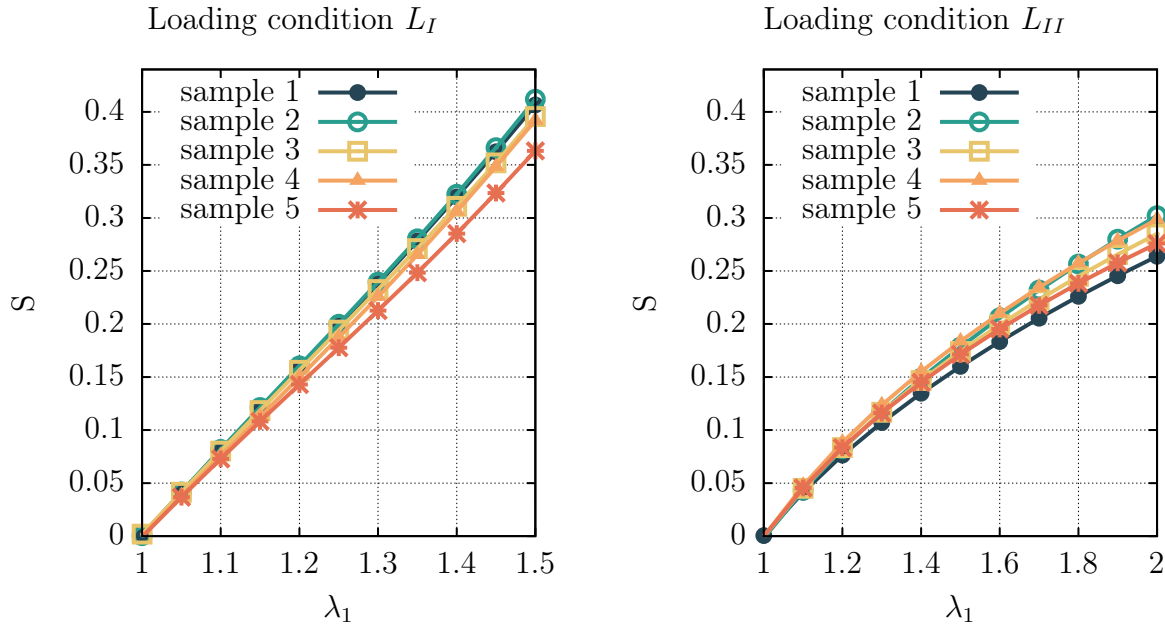 Loading condition L_I
S
0.4
0.35
0.3
0.25
0.2
0.15
0.1
0.05
0
sample 1
sample 2
sample 3
sample 4
sample 5
1 1.1 1.2 1.3 1.4 1.5
λ₁
Loading condition L_{II}
S
0.4
0.35
0.3
0.25
0.2
0.15
0.1
0.05
0
sample 1
sample 2
sample 3
sample 4
sample 5
1 1.2 1.4 1.6 1.8 2
λ₁